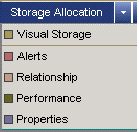 Storage Allocation
Visual Storage
Alerts
Relationship
Performance
Properties